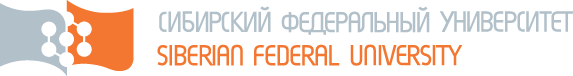 СИБИРСКИЙ ФЕДЕРАЛЬНЫЙ УНИВЕРСИТЕТ
SIBERIAN FEDERAL UNIVERSITY